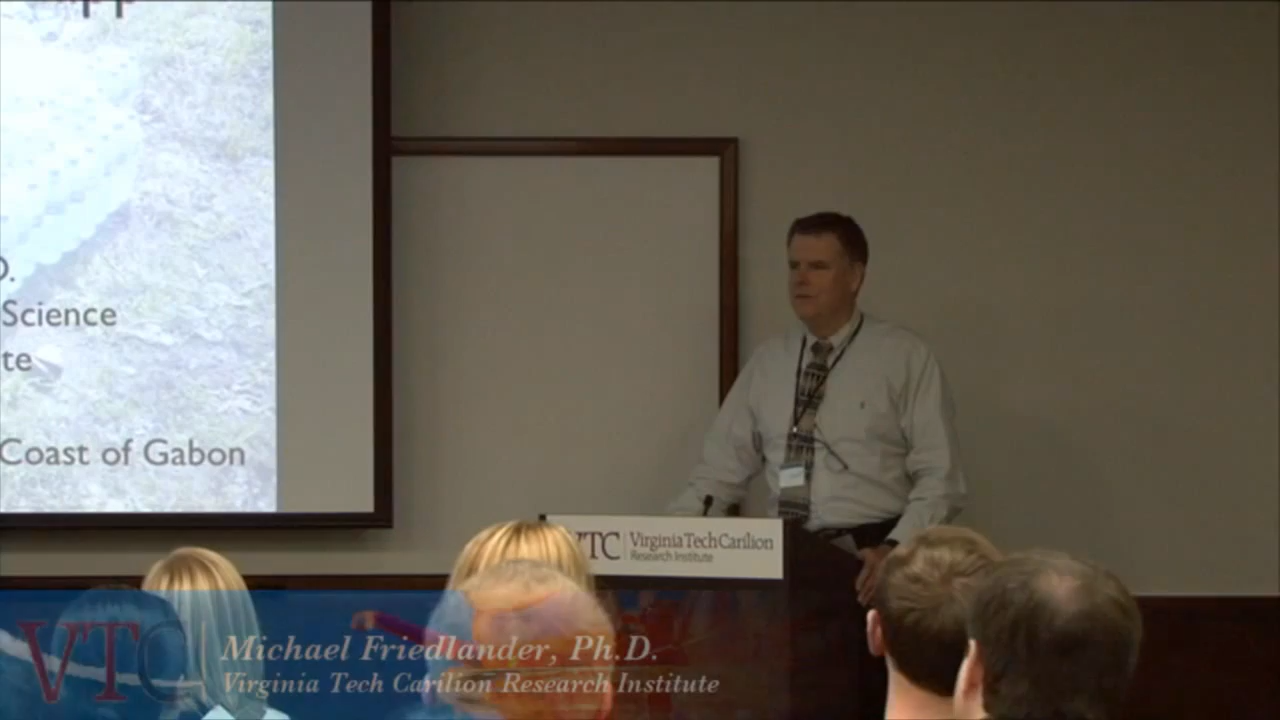 D.
Science
te
Coast of Gabon
VTC Virginia Tech Carilion
Research Institute
VTC
Michael Friedlander, Ph.D.
Virginia Tech Carilion Research Institute